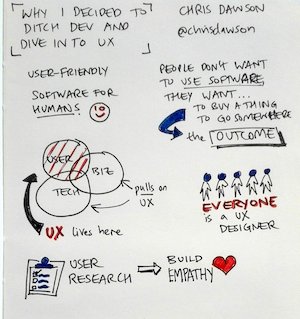 WHY I DECIDED TO
DITCH DEV AND
DIVE IN TO UX
CHRIS DAWSON
@chrisdawson
USER-FRIENDLY
SOFTWARE FOR
HUMANS
PEOPLE DON'T WANT
TO USE SOFTWARE,
THEY WANT...
TO BUY A THING
TO GO SOMEWHERE
the OUTCOME
USER
BIZ
TECH
pulls on
UX
UX lives here
EVERYONE
is a UX
DESIGNER
USER
RESEARCH
BUILD
EMPATHY